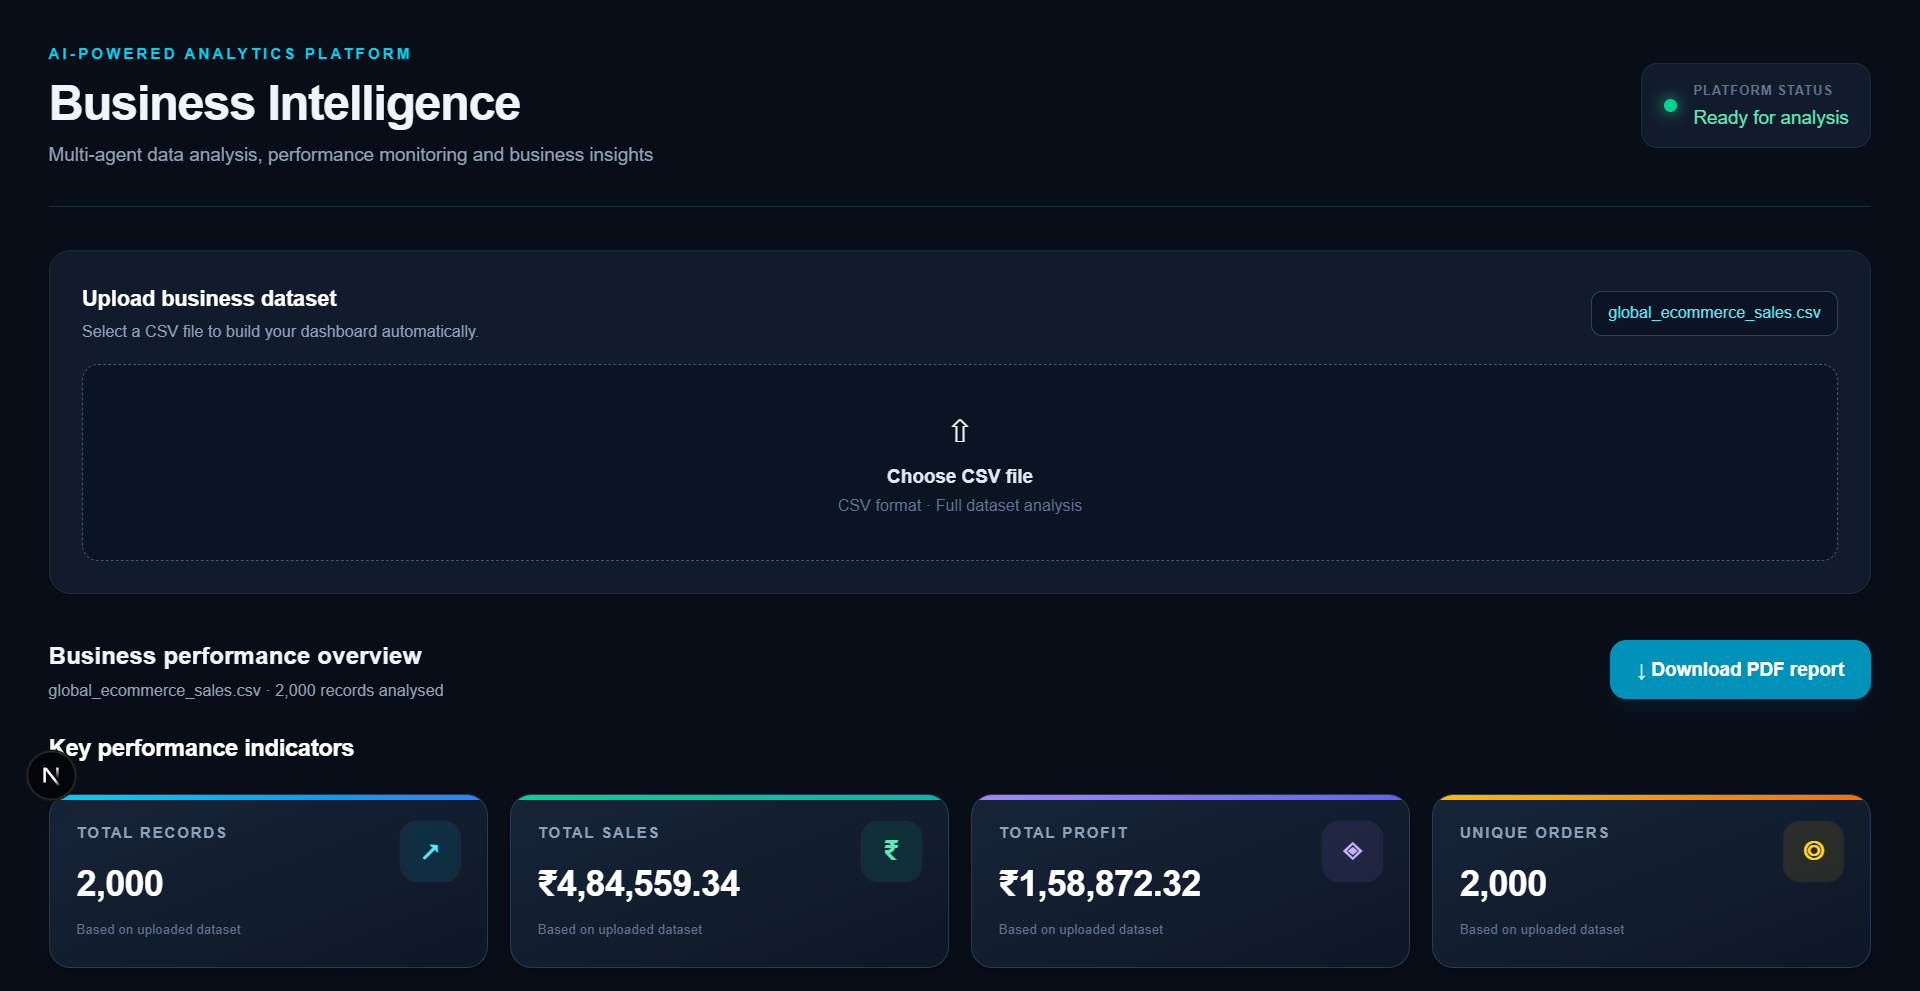 AI-POWERED ANALYTICS PLATFORM
Business Intelligence
Multi-agent data analysis, performance monitoring and business insights
PLATFORM STATUS
Ready for analysis
Upload business dataset
Select a CSV file to build your dashboard automatically.
global_ecommerce_sales.csv
⇧
Choose CSV file
CSV format · Full dataset analysis
Business performance overview
global_ecommerce_sales.csv · 2,000 records analysed
↓ Download PDF report
Key performance indicators
N
TOTAL RECORDS
↗
2,000
Based on uploaded dataset
TOTAL SALES
₹
₹4,84,559.34
Based on uploaded dataset
TOTAL PROFIT
◈
₹1,58,872.32
Based on uploaded dataset
UNIQUE ORDERS
◎
2,000
Based on uploaded dataset